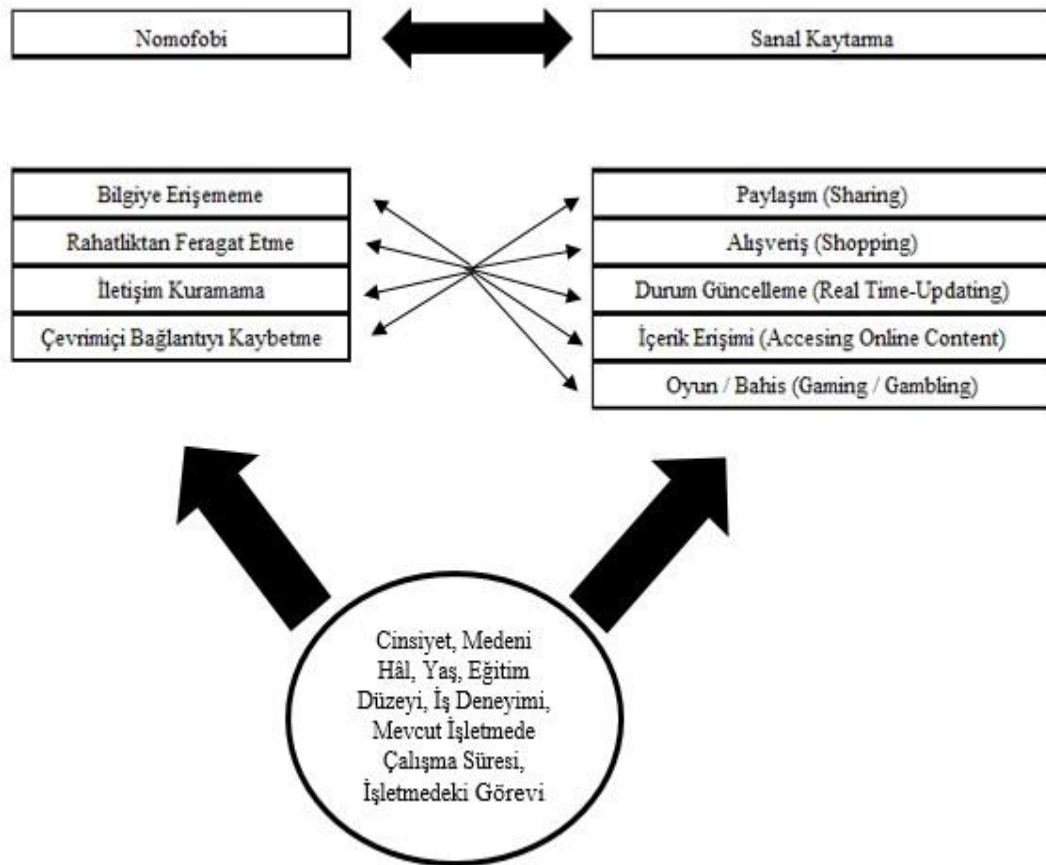 Nomofobi
Sanal Kaytarma
Bilgiye Erişememe
Rahatlıktan Feragat Etme
İletişim Kuramama
Çevrimiçi Bağlantıyı Kaybetme
Paylaşım (Sharing)
Alışveriş (Shopping)
Durum Güncelleme (Real Time-Updating)
İçerik Erişimi (Accesing Online Content)
Oyun / Bahis (Gaming / Gambling)
Cinsiyet, Medeni
Hâl, Yaş, Eğitim
Düzeyi, İş Deneyimi,
Mevcut İşletmede
Çalışma Süresi,
İşletmedeki Görevi